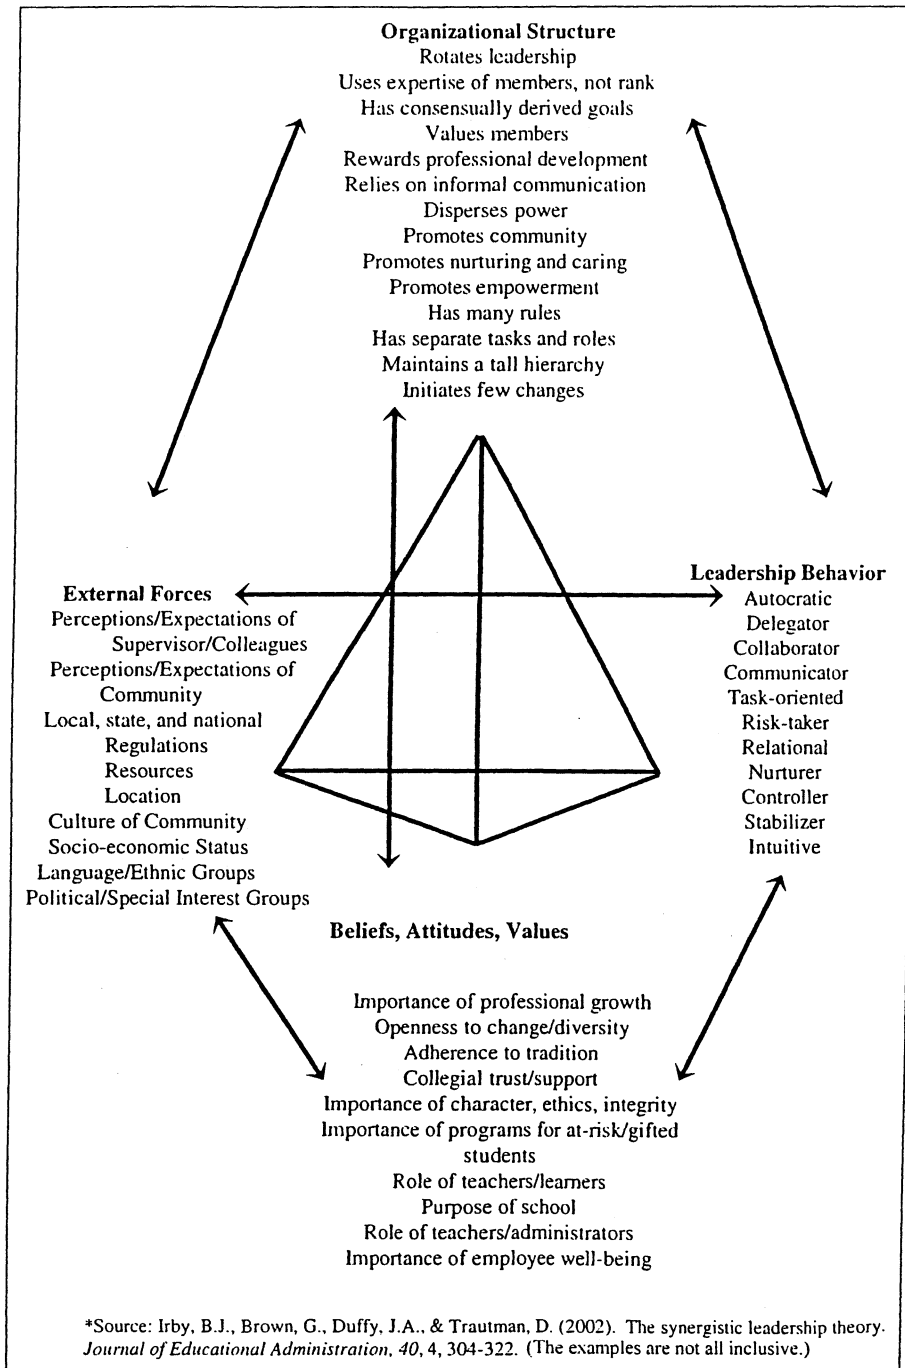 Organizational Structure
Rotates leadership
Uses expertise of members, not rank
Has consensually derived goals
Values members
Rewards professional development
Relies on informal communication
Disperses power
Promotes community
Promotes nurturing and caring
Promotes empowerment
Has many rules
Has separate tasks and roles
Maintains a tall hierarchy
Initiates few changes
External Forces
Perceptions/Expectations of
Supervisor/Colleagues
Perceptions/Expectations of
Community
Local, state, and national
Regulations
Resources
Location
Culture of Community
Socio-economic Status
Language/Ethnic Groups
Political/Special Interest Groups
Leadership Behavior
Autocratic
Delegator
Collaborator
Communicator
Task-oriented
Risk-taker
Relational
Nurturer
Controller
Stabilizer
Intuitive
Beliefs, Attitudes, Values
Importance of professional growth
Openness to change/diversity
Adherence to tradition
Collegial trust/support
Importance of character, ethics, integrity
Importance of programs for at-risk/gifted
students
Role of teachers/learners
Purpose of school
Role of teachers/administrators
Importance of employee well-being
*Source: Irby, B.J., Brown, G., Duffy, J.A., & Trautman, D. (2002). The synergistic leadership theory.
Journal of Educational Administration, 40, 4, 304-322. (The examples are not all inclusive.)